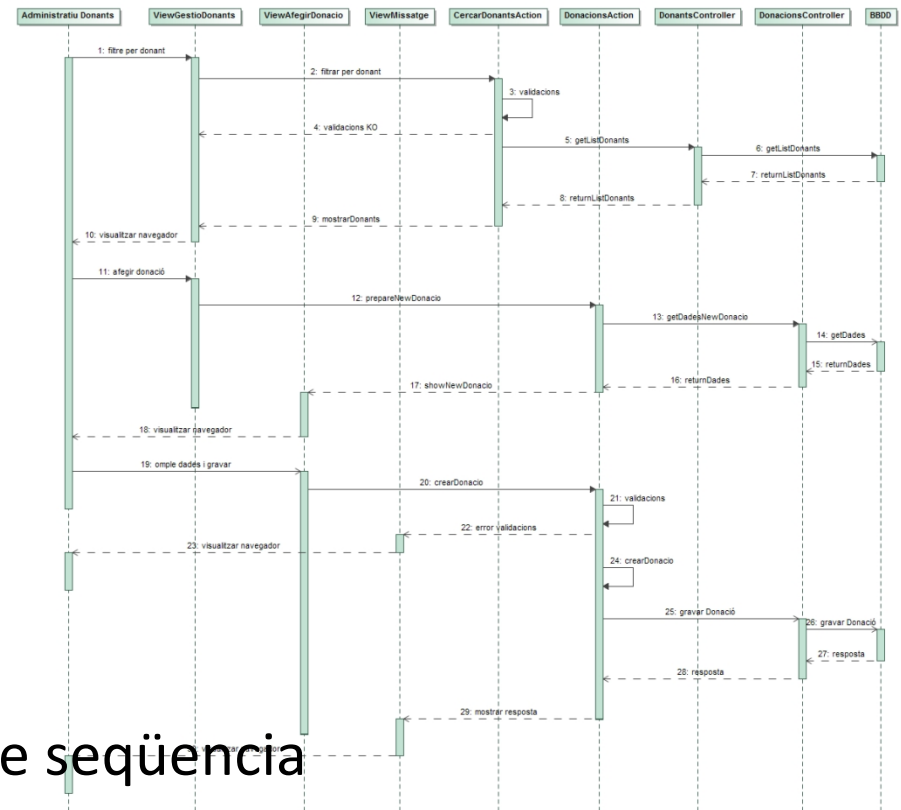 Administratiu Donants
ViewGestioDonants
ViewAfegirDonacio
ViewMissatge
CercarDonantsAction
DonacionsAction
DonantsController
DonacionsController
BBDD
1: filtre per donant
2: filtrar per donant
3: validacions
4: validacions KO
5: getListDonants
6: getListDonants
7: returnListDonants
8: returnListDonants
9: mostrarDonants
10: visualitzar navegador
11: afegir donació
12: prepareNewDonacio
13: getDadesNewDonacio
14: getDades
15: returnDades
16: returnDades
17: showNewDonacio
18: visualitzar navegador
19: omple dades i gravar
20: crearDonacio
21: validacions
22: error validacions
23: visualitzar navegador
24: crearDonacio
25: gravar Donació
26: gravar Donació
27: resposta
28: resposta
29: mostrar resposta
e seqüencia